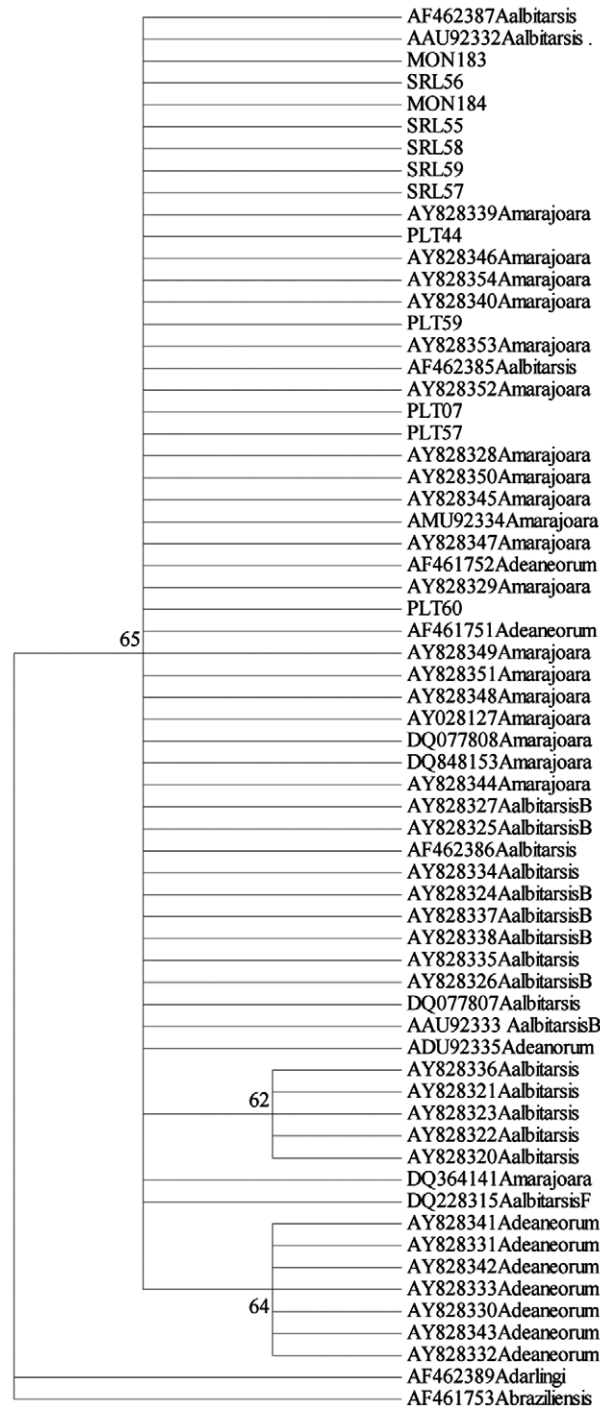 AF462387Aalbitarsis
AAU92332Aalbitarsis .
MON183
SRL56
MON184
SRL55
SRL58
SRL59
SRL57
AY828339Amarajoara
PLT44
AY828346Amarajoara
AY828354Amarajoara
AY828340Amarajoara
PLT59
AY828353Amarajoara
AF462385Aalbitarsis
AY828352Amarajoara
PLT07
PLT57
AY828328Amarajoara
AY828350Amarajoara
AY828345Amarajoara
AMU92334Amarajoara
AY828347Amarajoara
AF461752Adeaneorum
AY828329Amarajoara
PLT60
AF461751Adeaneorum
65
AY828349Amarajoara
AY828351Amarajoara
AY828348Amarajoara
AY028127Amarajoara
DQ077808Amarajoara
DQ848153Amarajoara
AY828344Amarajoara
AY828327AalbitarsisB
AY828325AalbitarsisB
AF462386Aalbitarsis
AY828334Aalbitarsis
AY828324AalbitarsisB
AY828337AalbitarsisB
AY828338AalbitarsisB
AY828335Aalbitarsis
AY828326AalbitarsisB
DQ077807Aalbitarsis
AAU92333 AalbitarsisB
ADU92335Adeanorum
AY828336Aalbitarsis
AY828321Aalbitarsis
62
AY828323Aalbitarsis
AY828322Aalbitarsis
AY828320Aalbitarsis
DQ364141Amarajoara
DQ228315AalbitarsisF
AY828341Adeaneorum
AY828331Adeaneorum
AY828342Adeaneorum
AY828333Adeaneorum
64
AY828330Adeaneorum
AY828343Adeaneorum
AY828332Adeaneorum
AF462389Adarlingi
AF461753Abraziliensis